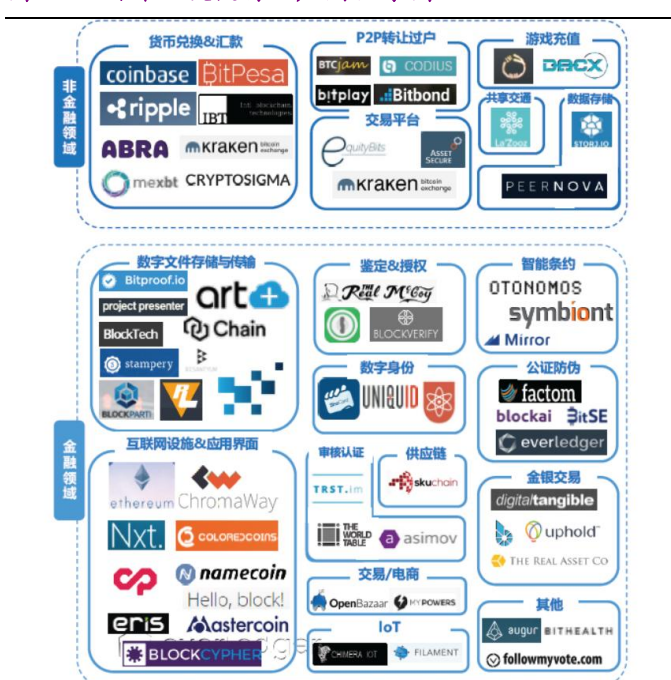 非金融领域
货币兑换&汇款
coinbase
BitPesa
ripple
IBT
ABRA
kraken bitcoin exchange
mexbt
CRYPTOSIGMA
P2P转让过户
BTCjam
CODIUS
bitplay
Bitbond
交易平台
equityBits
ASSET SECURE
kraken bitcoin exchange
游戏充值
DACX
共享交通
La'Zooz
数据存储
STORJ.IO
PEERNOVA
金融领域
数字文件存储与传输
Bitproof.io
project presenter
art
BlockTech
Chain
stampery
BLOCKPARTI
互联网设施&应用界面
ethereum
ChromaWay
Nxt.
COLOREDCOINS
namecoin
Hello, block!
eris
Mastercoin
BLOCKCYPHER
鉴定&授权
THE Real McCoy
BLOCKVERIFY
数字身份
ShoCard
UNIQUID
审核认证
TRST.im
供应链
skuchain
THE WORLD TABLE
asimov
交易/电商
OpenBazaar
MYPOWERS
IoT
CHIMERA IOT
FILAMENT
智能条约
OTONOMOS
symbiont
Mirror
公证防伪
factom
blockai
BitSE
everledger
金银交易
digitaltangible
uphold
THE REAL ASSET CO
其他
augur
BITHEALTH
followmyvote.com